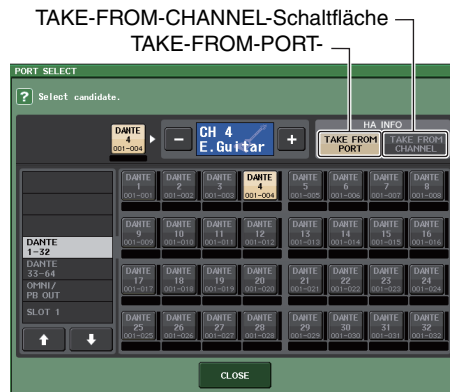 TAKE-FROM-CHANNEL-Schaltfläche
TAKE-FROM-PORT-
PORT SELECT
? Select candidate.
DANTE
4
001-004
−
CH 4
E.Guitar
+
HA INFO
TAKE FROM
PORT
TAKE FROM
CHANNEL
DANTE
1-32
DANTE
33-64
OMNI/
PB OUT
SLOT 1
DANTE DANTE DANTE DANTE DANTE DANTE DANTE DANTE
1 2 3 4 5 6 7 8
001-001 001-002 001-003 001-004 001-005 001-006 001-007 001-008
DANTE DANTE DANTE DANTE DANTE DANTE DANTE DANTE
9 10 11 12 13 14 15 16
001-009 001-010 001-011 001-012 001-013 001-014 001-015 001-016
DANTE DANTE DANTE DANTE DANTE DANTE DANTE DANTE
17 18 19 20 21 22 23 24
001-017 001-018 001-019 001-020 001-021 001-022 001-023 001-024
DANTE DANTE DANTE DANTE DANTE DANTE DANTE DANTE
25 26 27 28 29 30 31 32
001-025 001-026 001-027 001-028 001-029 001-030 001-031 001-032
CLOSE